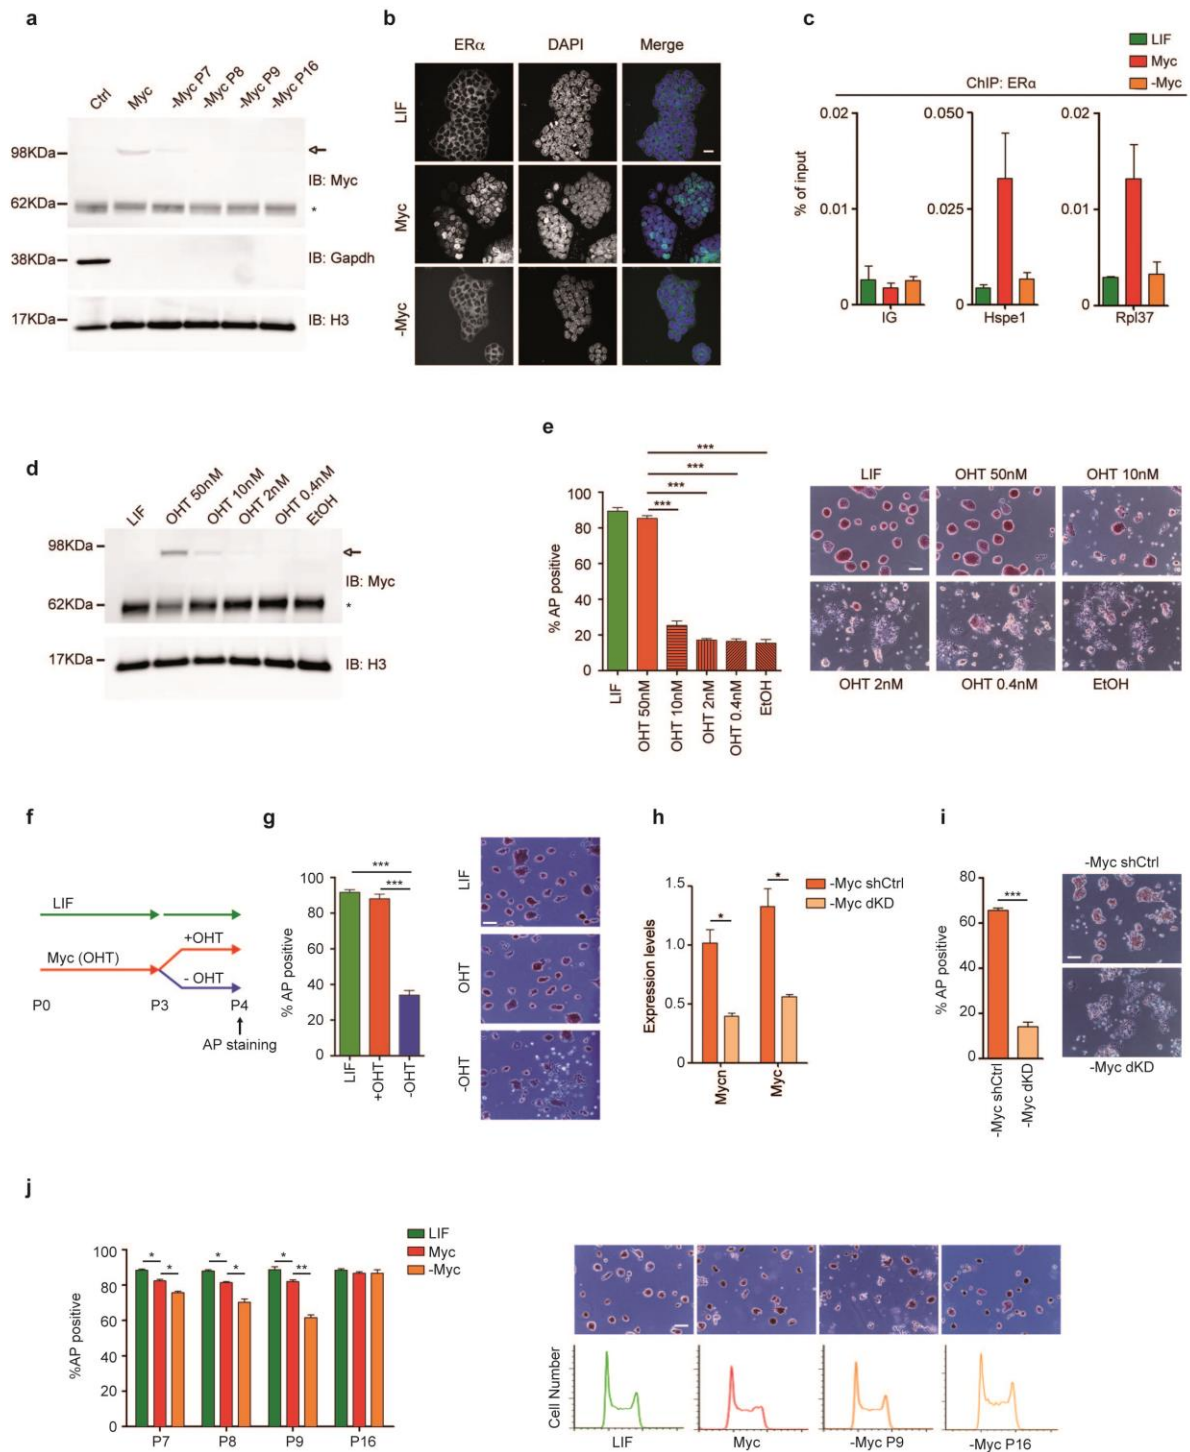 a
Ctrl Myc -Myc P7 -Myc P8 -Myc P9 -Myc P16
98KDa
IB: Myc
62KDa
*
38KDa
IB: Gapdh
17KDa
IB: H3
b
ERα DAPI Merge
LIF
Myc
-Myc
c
LIF
Myc
-Myc
ChIP: ERα
% of input
0.02 0.050 0.02
0.01 0.025 0.01
0 0 0
IG Hspe1 Rpl37
d
LIF OHT 50nM OHT 10nM OHT 2nM OHT 0.4nM EtOH
98KDa
IB: Myc
62KDa
*
17KDa
IB: H3
e
***
***
***
***
% AP positive
100
80
60
40
20
0
LIF OHT 50nM OHT 10nM OHT 2nM OHT 0.4nM EtOH
LIF OHT 50nM OHT 10nM
OHT 2nM OHT 0.4nM EtOH
f
LIF
+OHT
Myc (OHT)
- OHT
P0 P3 P4
AP staining
g
***
***
% AP positive
100
80
60
40
20
0
LIF +OHT -OHT
LIF
OHT
-OHT
h
-Myc shCtrl
-Myc dKD
Expression levels
1.5
1.0
0.5
0
* *
Mycn Myc
i
% AP positive
80
60
40
20
0
***
-Myc shCtrl -Myc dKD
-Myc shCtrl
-Myc dKD
j
LIF
Myc
-Myc
%AP positive
100
80
60
40
20
0
* * *
* * **
P7 P8 P9 P16
Cell Number
LIF Myc -Myc P9 -Myc P16